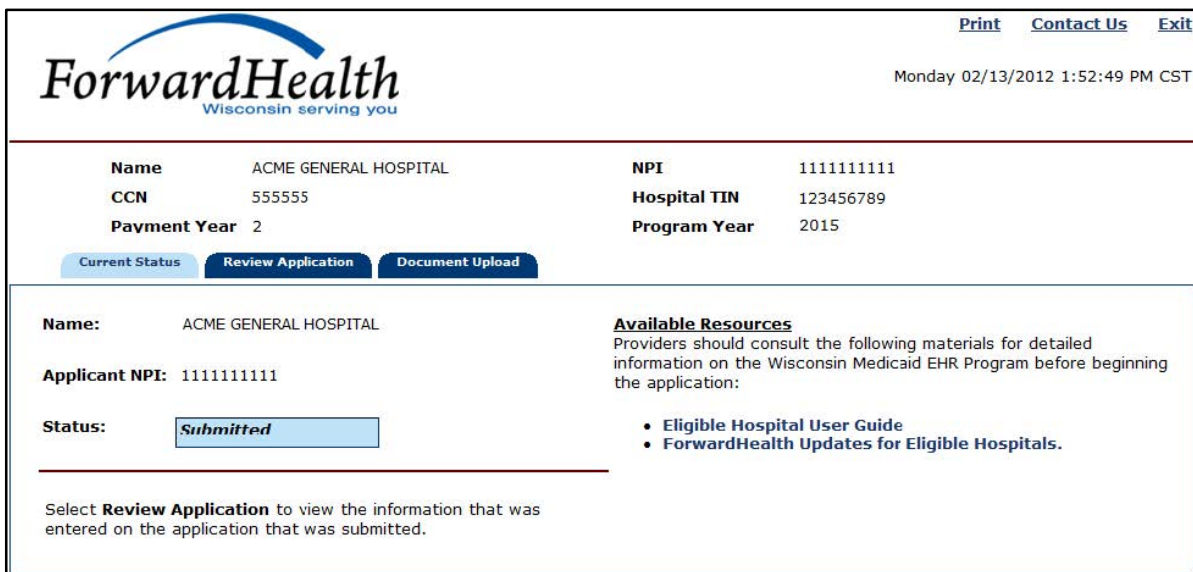 Print Contact Us Exit
ForwardHealth
Wisconsin serving you
Monday 02/13/2012 1:52:49 PM CST
Name ACME GENERAL HOSPITAL NPI 1111111111
CCN 555555 Hospital TIN 123456789
Payment Year 2 Program Year 2015
Current Status Review Application Document Upload
Name: ACME GENERAL HOSPITAL
Applicant NPI: 1111111111
Status: Submitted
Select Review Application to view the information that was
entered on the application that was submitted.
Available Resources
Providers should consult the following materials for detailed
information on the Wisconsin Medicaid EHR Program before beginning
the application:
• Eligible Hospital User Guide
• ForwardHealth Updates for Eligible Hospitals.